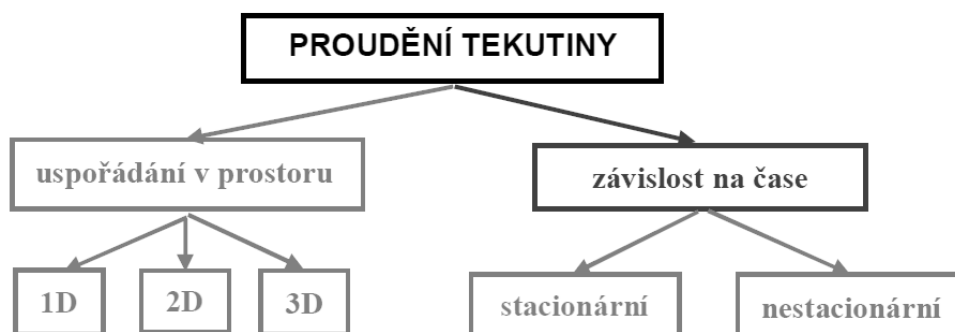 PROUDĚNÍ TEKUTINY
uspořádání v prostoru
závislost na čase
1D
2D
3D
stacionární
nestacionární